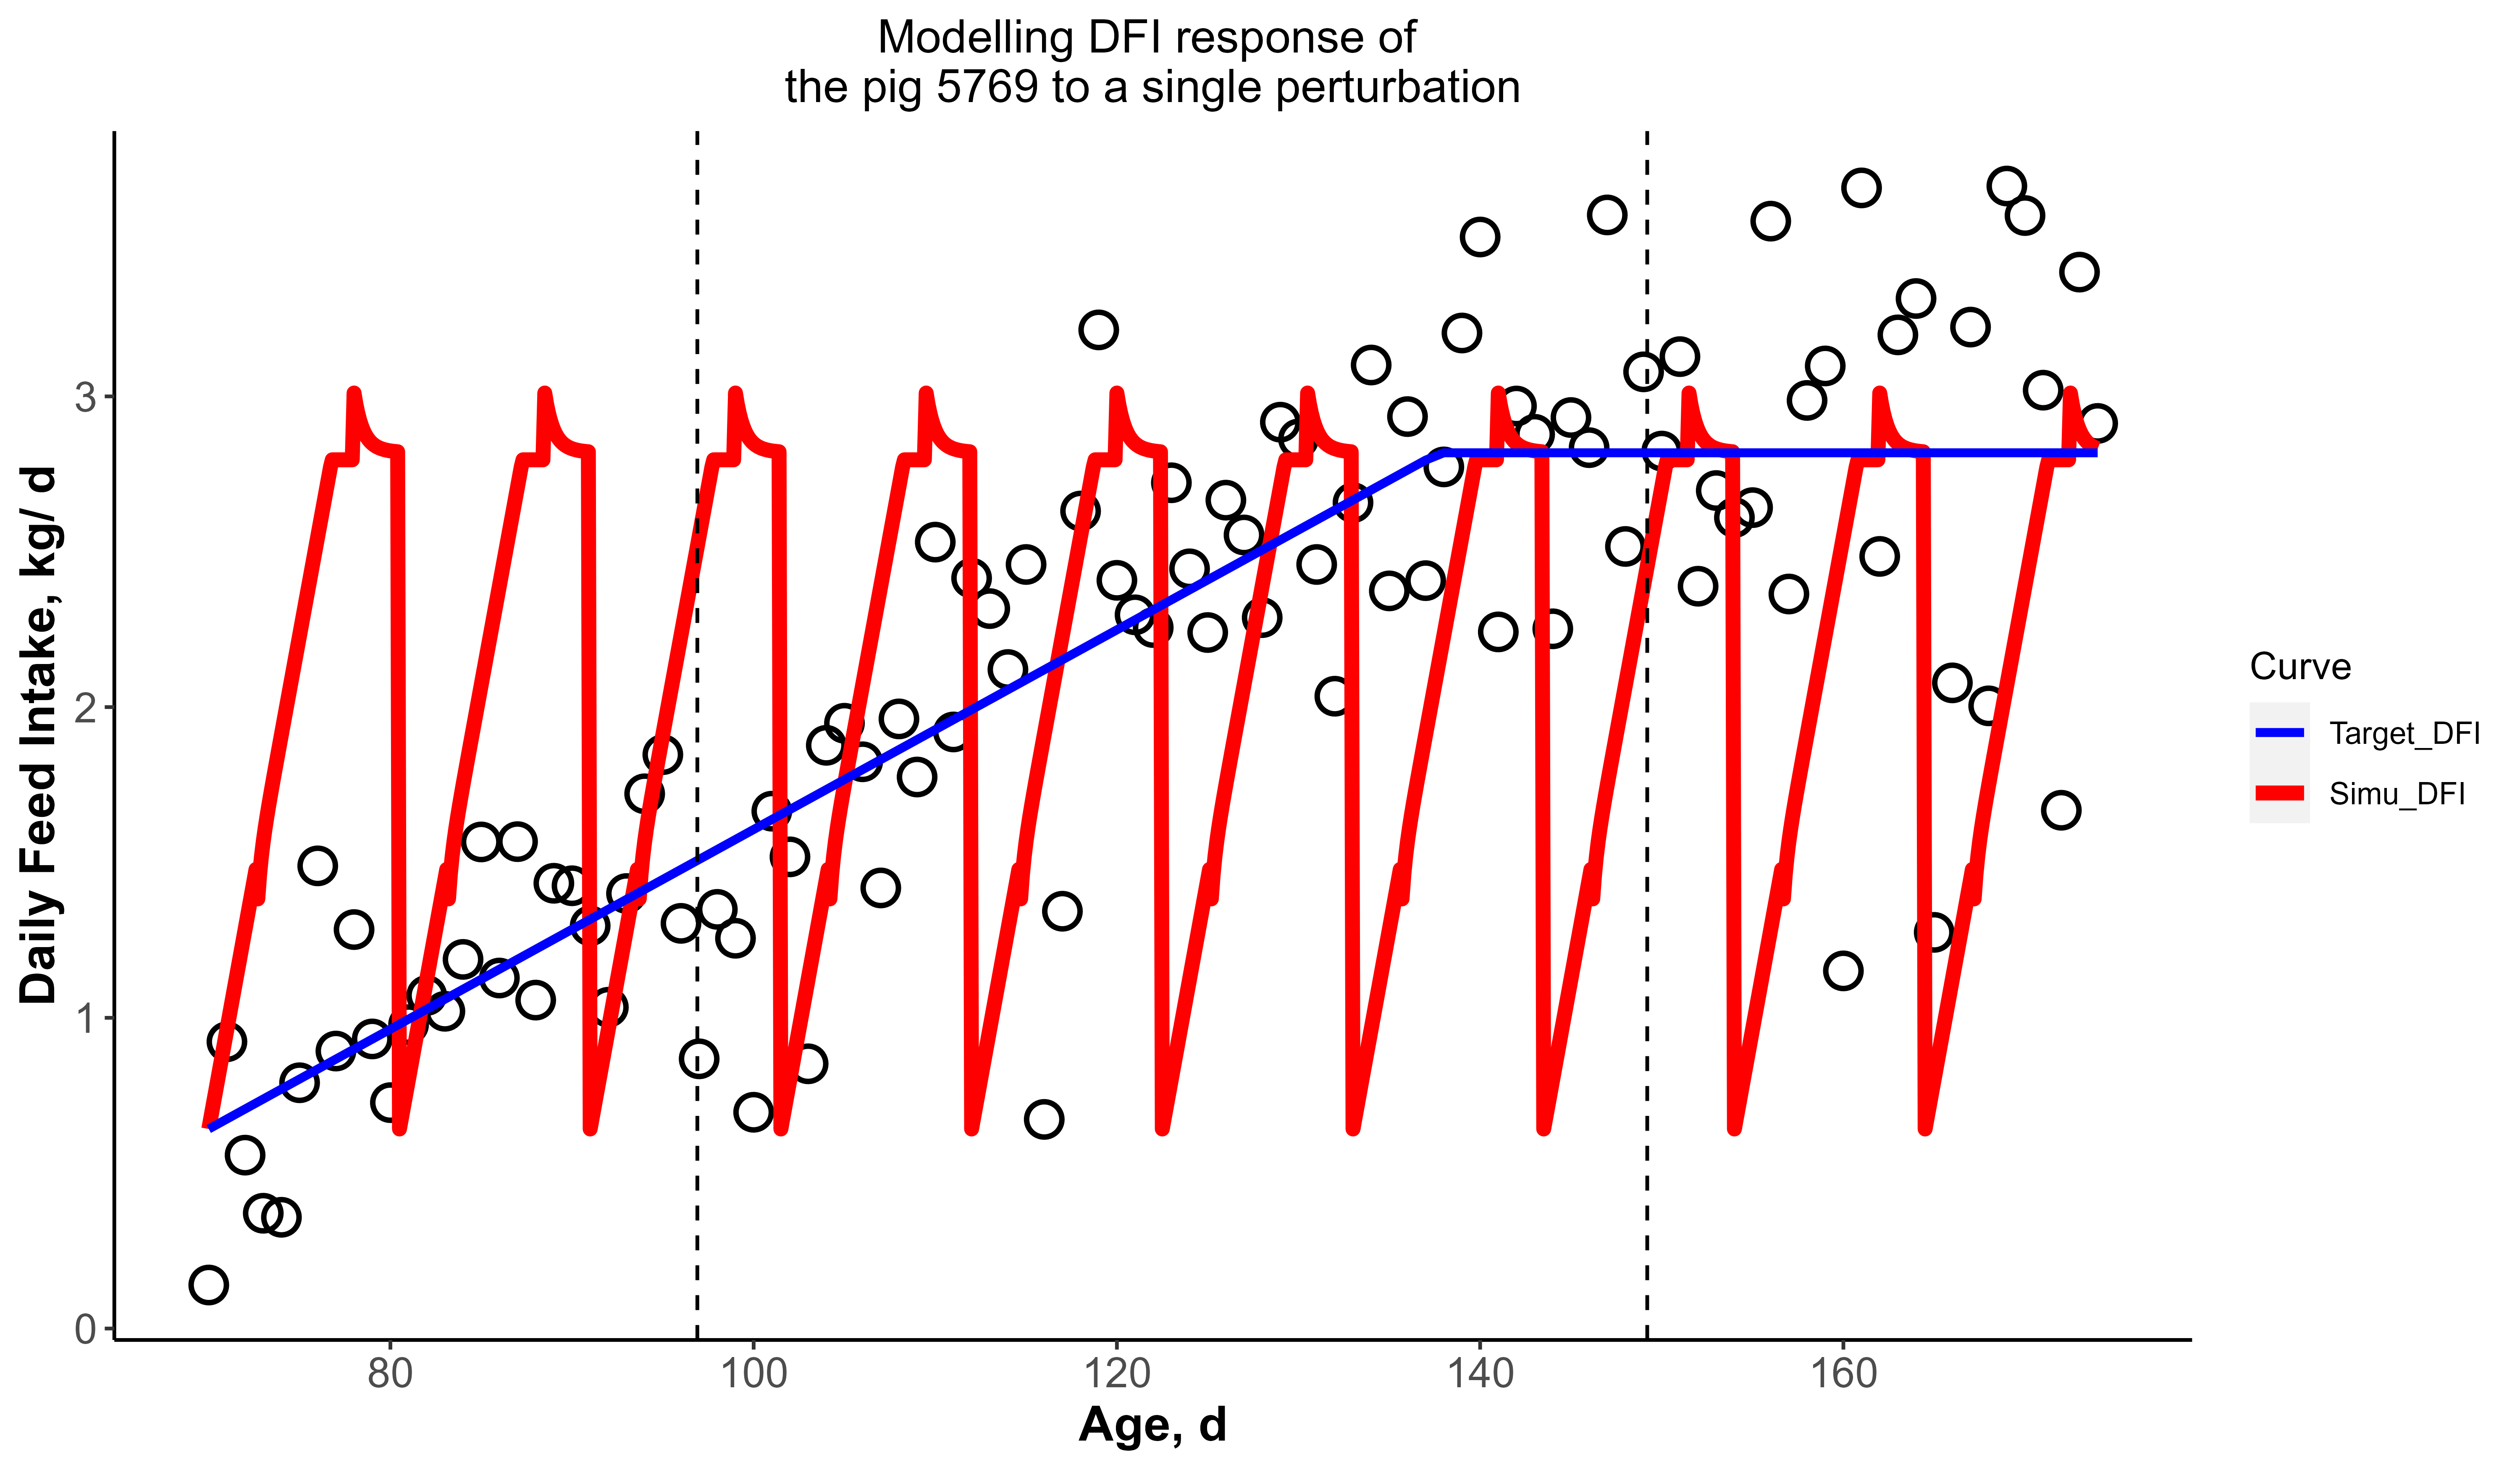 Modelling DFI response of
the pig 5769 to a single perturbation
Daily Feed Intake, kg/ d
3
2
1
0
80
100
120
140
160
Age, d
Curve
Target_DFI
Simu_DFI